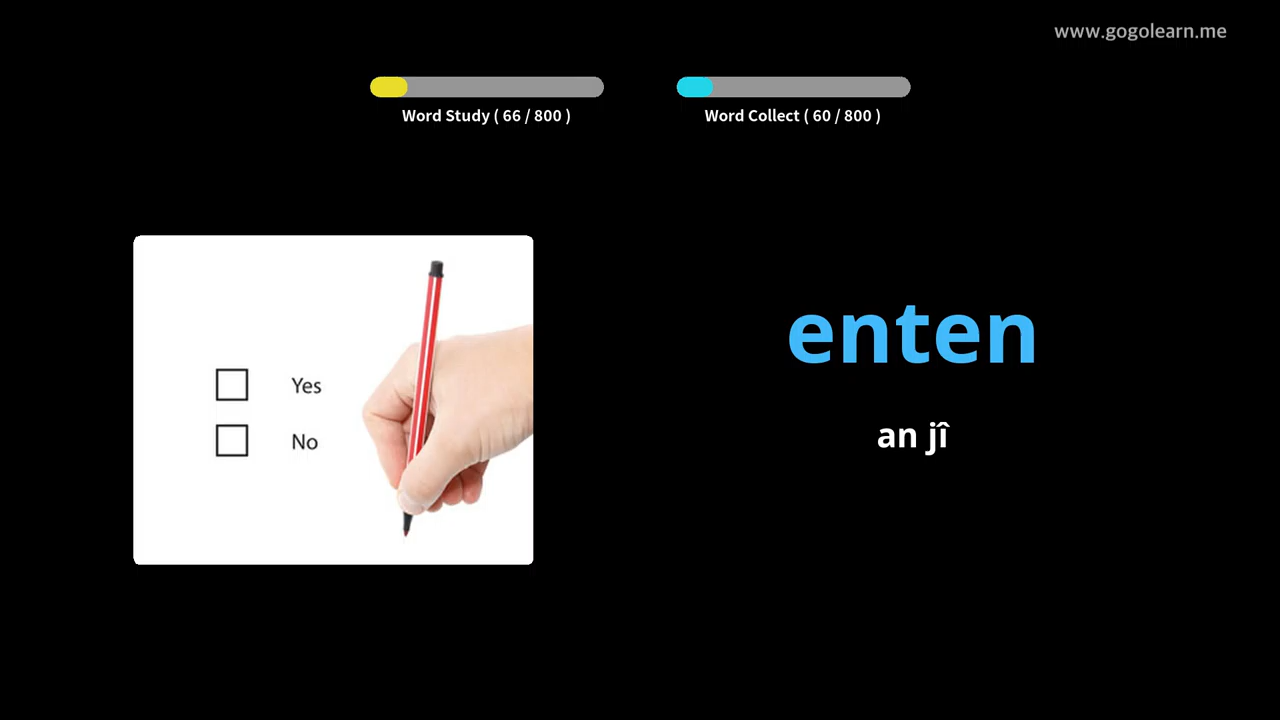 www.gogolearn.me
Word Study ( 66 / 800 )
Word Collect ( 60 / 800 )
Yes
No
enten
an jî